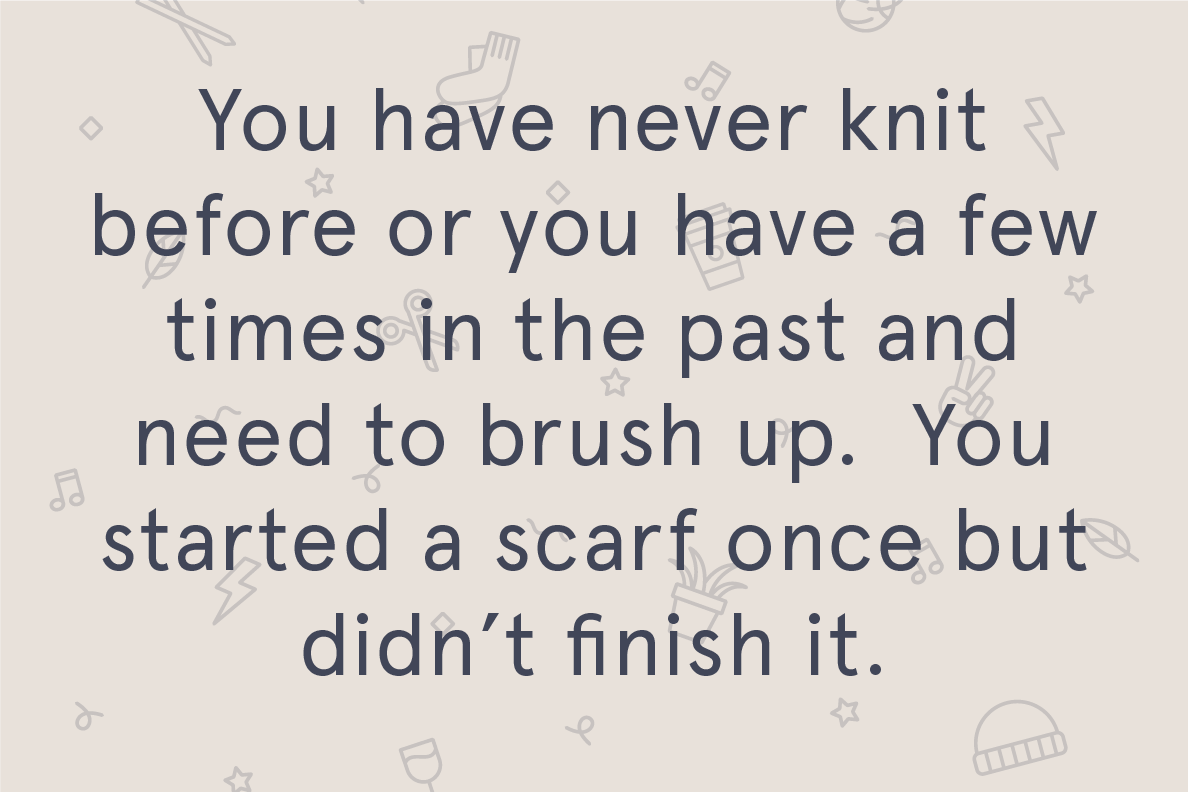 You have never knit
before or you have a few
times in the past and
need to brush up.  You
started a scarf once but
didn’t finish it.